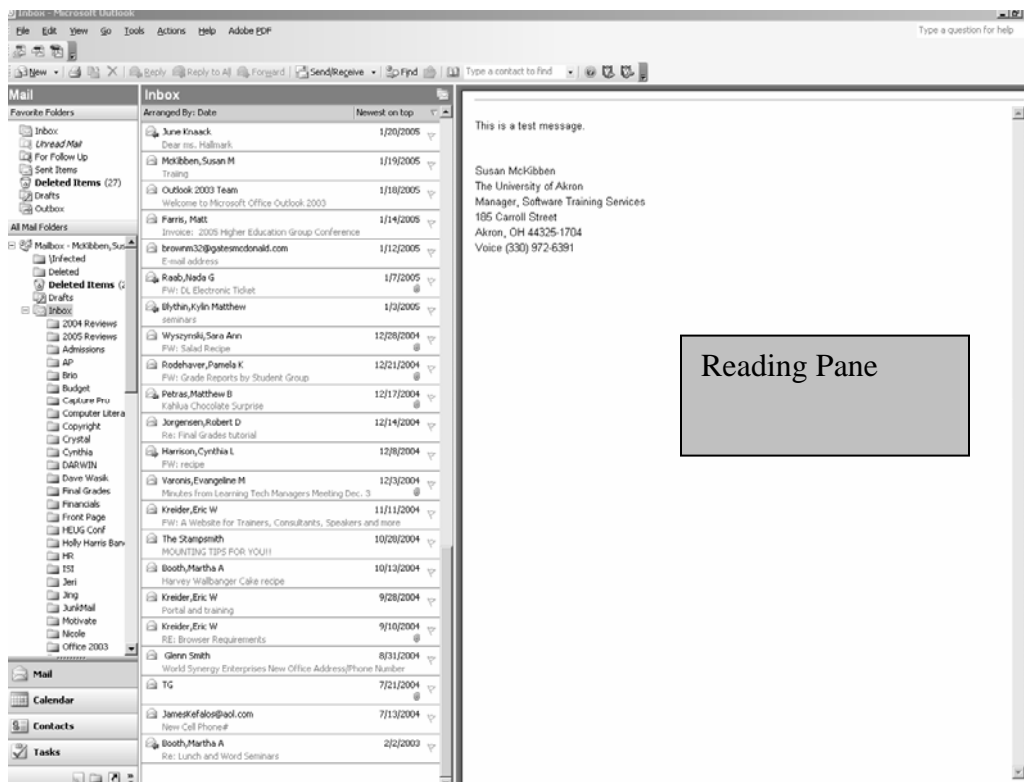 Inbox - Microsoft Outlook
File Edit View Go Tools Actions Help Adobe PDF
Type a question for help
New Reply Reply to All Forward Send/Receive Find Type a contact to find
Mail
Favorite Folders
Inbox
Unread Mail
For Follow Up
Sent Items
Deleted Items (27)
Drafts
Outbox
All Mail Folders
Mailbox - McKibben,Sus
\Infected
Deleted
Deleted Items (2
Drafts
Inbox
2004 Reviews
2005 Reviews
Admissions
AP
Brio
Budget
Capture Pro
Computer Litera
Copyright
Crystal
Cynthia
DARWIN
Dave Wasik
Final Grades
Financials
Front Page
HEUG Conf
Holly Harris Ban
HR
ISI
Jeri
Jing
JunkMail
Motivate
Nicole
Office 2003
Mail
Calendar
Contacts
Tasks
Inbox
Arranged By: Date Newest on top
June Knaack 1/20/2005
Dear ms. Hallmark
McKibben,Susan M 1/19/2005
Traing
Outlook 2003 Team 1/18/2005
Welcome to Microsoft Office Outlook 2003
Farris, Matt 1/14/2005
Invoice: 2005 Higher Education Group Conference
brownm32@gatesmcdonald.com 1/12/2005
E-mail address
Raab,Nada G 1/7/2005
FW: DL Electronic Ticket
Blythin,Kylin Matthew 1/3/2005
seminars
Wyszynski,Sara Ann 12/28/2004
FW: Salad Recipe
Rodehaver,Pamela K 12/21/2004
FW: Grade Reports by Student Group
Petras,Matthew B 12/17/2004
Kahlua Chocolate Surprise
Jorgensen,Robert D 12/14/2004
Re: Final Grades tutorial
Harrison,Cynthia L 12/8/2004
FW: recipe
Varonis,Evangeline M 12/3/2004
Minutes from Learning Tech Managers Meeting Dec. 3
Kreider,Eric W 11/11/2004
FW: A Website for Trainers, Consultants, Speakers and more
The Stampsmith 10/28/2004
MOUNTING TIPS FOR YOU!!
Booth,Martha A 10/13/2004
Harvey Wallbanger Cake recipe
Kreider,Eric W 9/28/2004
Portal and training
Kreider,Eric W 9/10/2004
RE: Browser Requirements
Glenn Smith 8/31/2004
World Synergy Enterprises New Office Address/Phone Number
TG 7/21/2004
JamesKefalos@aol.com 7/13/2004
New Cell Phone#
Booth,Martha A 2/2/2003
Re: Lunch and Word Seminars
This is a test message.
Susan McKibben
The University of Akron
Manager, Software Training Services
185 Carroll Street
Akron, OH 44325-1704
Voice (330) 972-6391
Reading Pane